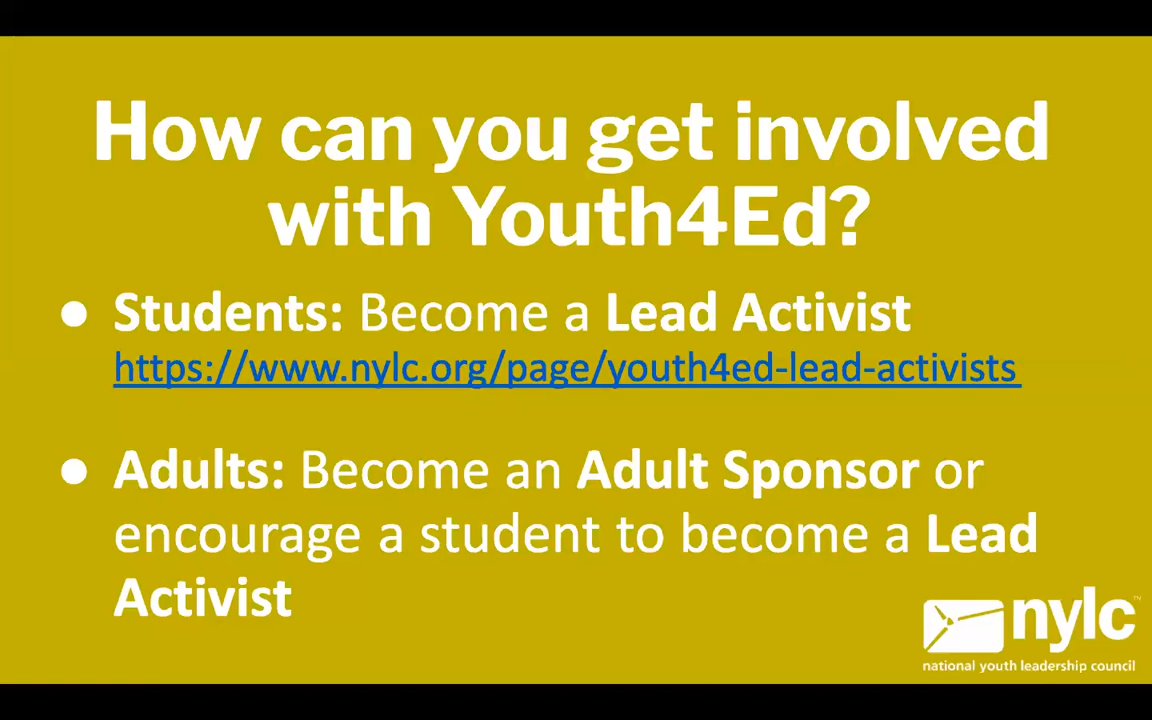 How can you get involved
with Youth4Ed?
● Students: Become a Lead Activist
https://www.nylc.org/page/youth4ed-lead-activists
● Adults: Become an Adult Sponsor or
encourage a student to become a Lead
Activist
nylc™
national youth leadership council